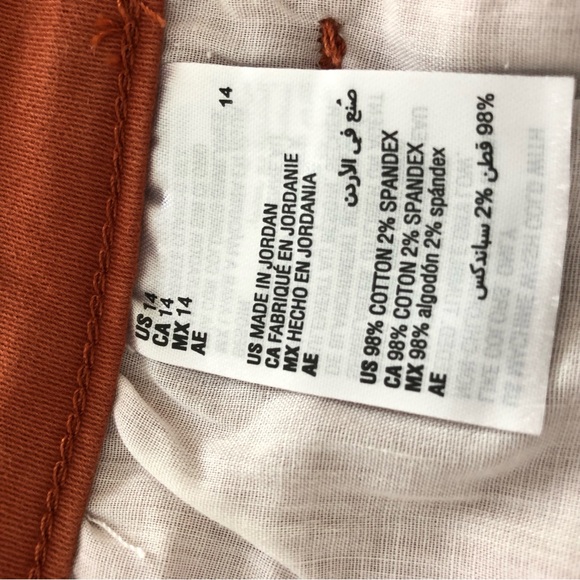 US 14
CA 14
MX 14
AE 14
US MADE IN JORDAN
CA FABRIQUÉ EN JORDANIE
MX HECHO EN JORDANIA
AE صُنع في الأردن
US 98% COTTON 2% SPANDEX
CA 98% COTON 2% SPANDEX
MX 98% algodón 2% spándex
AE 98% قطن 2% سباندكس